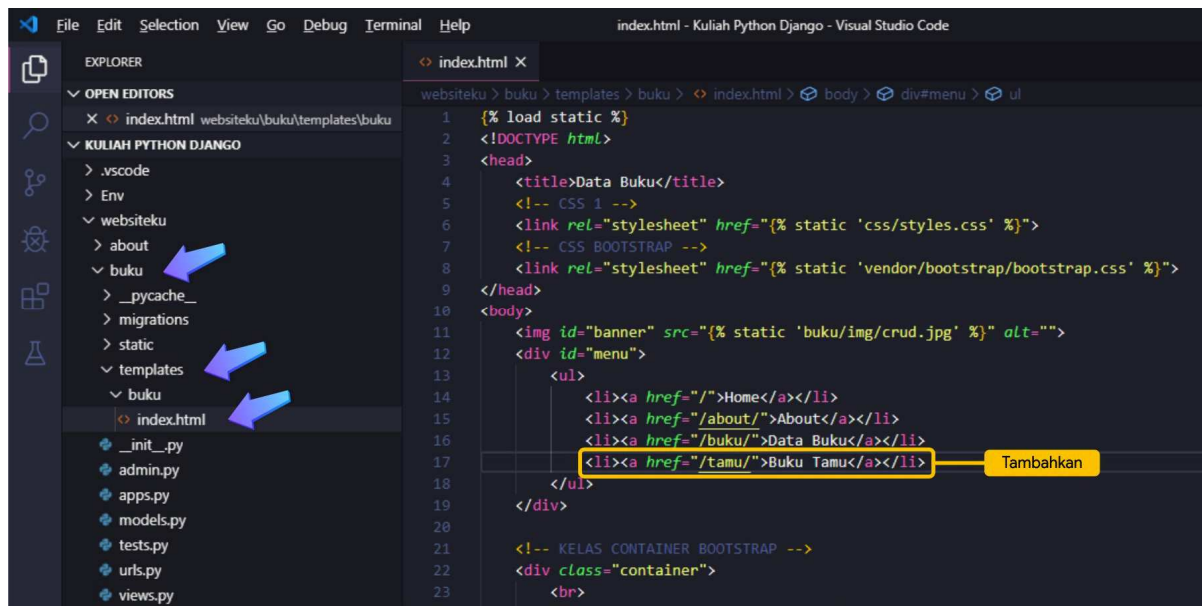 File Edit Selection View Go Debug Terminal Help index.html - Kuliah Python Django - Visual Studio Code
EXPLORER
OPEN EDITORS
index.html websiteku\buku\templates\buku
KULIAH PYTHON DJANGO
.vscode
Env
websiteku
about
buku
__pycache__
migrations
static
templates
buku
index.html
__init__.py
admin.py
apps.py
models.py
tests.py
urls.py
views.py
index.html
websiteku > buku > templates > buku > index.html > body > div#menu > ul
1 {% load static %}
2 <!DOCTYPE html>
3 <head>
4 <title>Data Buku</title>
5 <!-- CSS 1 -->
6 <link rel="stylesheet" href="{% static 'css/styles.css' %}">
7 <!-- CSS BOOTSTRAP -->
8 <link rel="stylesheet" href="{% static 'vendor/bootstrap/bootstrap.css' %}">
9 </head>
10 <body>
11 <img id="banner" src="{% static 'buku/img/crud.jpg' %}" alt="">
12 <div id="menu">
13 <ul>
14 <li><a href="/">Home</a></li>
15 <li><a href="/about/">About</a></li>
16 <li><a href="/buku/">Data Buku</a></li>
17 <li><a href="/tamu/">Buku Tamu</a></li> Tambahkan
18 </ul>
19 </div>
20
21 <!-- KELAS CONTAINER BOOTSTRAP -->
22 <div class="container">
23 <br>